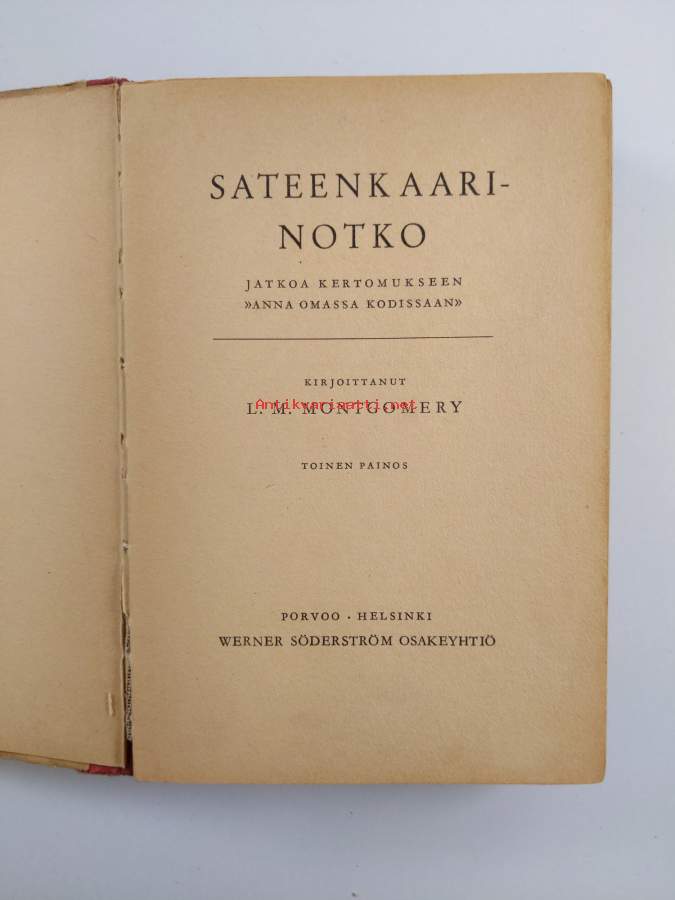 SATEENKAARI-
NOTKO
JATKOA KERTOMUKSEEN
»ANNA OMASSA KODISSAAN»
KIRJOITTANUT
Antikvariaatti.net
L. M. MONTGOMERY
TOINEN PAINOS
PORVOO · HELSINKI
WERNER SÖDERSTRÖM OSAKEYHTIÖ